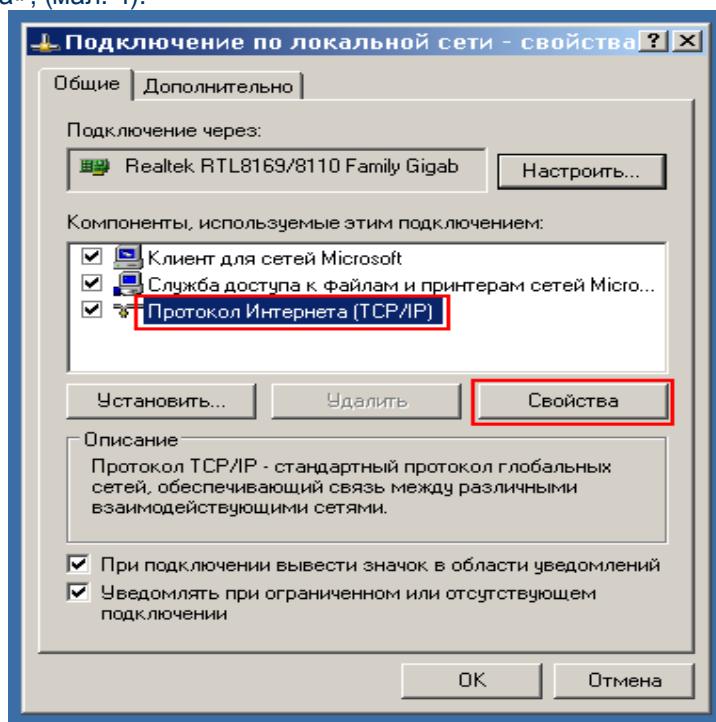 (мал. 4).
Подключение по локальной сети - свойства
Общие
Дополнительно
Подключение через:
Realtek RTL8169/8110 Family Gigab
Настроить...
Компоненты, используемые этим подключением:
Клиент для сетей Microsoft
Служба доступа к файлам и принтерам сетей Micro...
Протокол Интернета (TCP/IP)
Установить...
Удалить
Свойства
Описание
Протокол TCP/IP - стандартный протокол глобальных
сетей, обеспечивающий связь между различными
взаимодействующими сетями.
При подключении вывести значок в области уведомлений
Уведомлять при ограниченном или отсутствующем
подключении
OK
Отмена